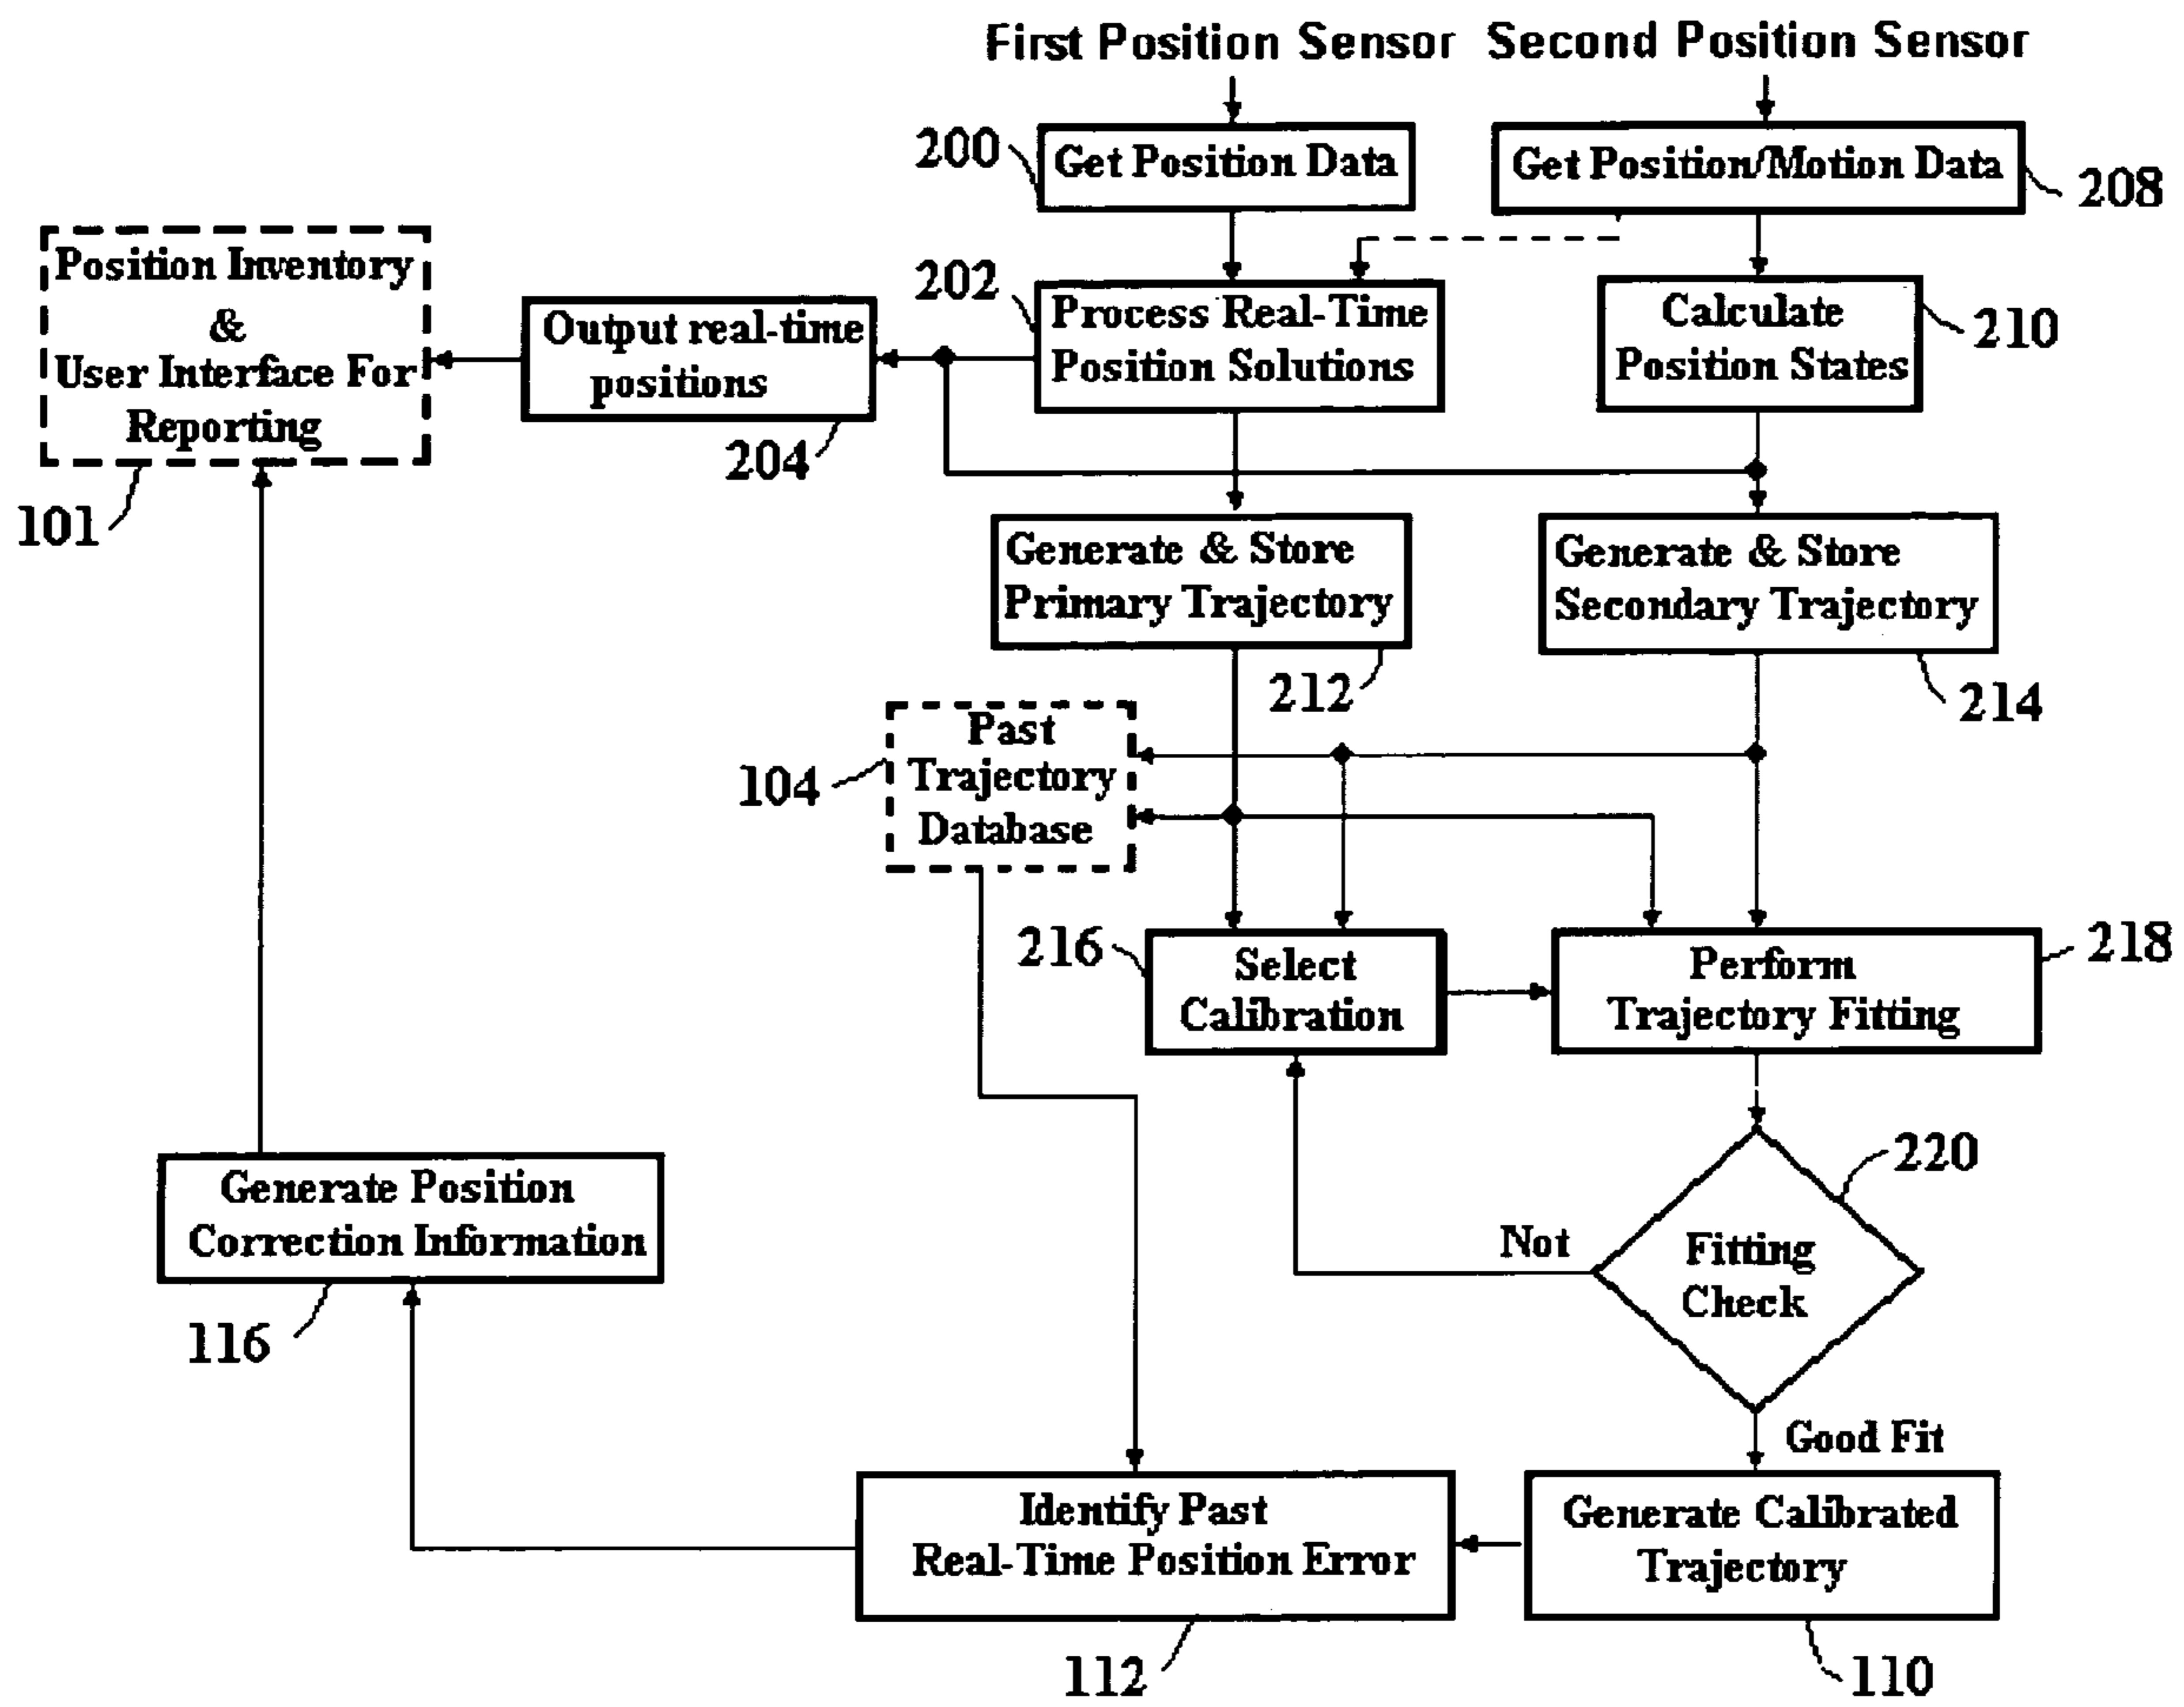 First Position Sensor
Second Position Sensor
200
Get Position Data
Get Position/Motion Data
208
Position Inventory
&
User Interface For
Reporting
101
Output real-time
positions
204
202
Process Real-Time
Position Solutions
Calculate
Position States
210
Generate & Store
Primary Trajectory
212
Generate & Store
Secondary Trajectory
214
104
Past
Trajectory
Database
216
Select
Calibration
Perform
Trajectory Fitting
218
220
Fitting
Check
Not
Good Fit
Generate Position
Correction Information
116
Identify Past
Real-Time Position Error
112
Generate Calibrated
Trajectory
110